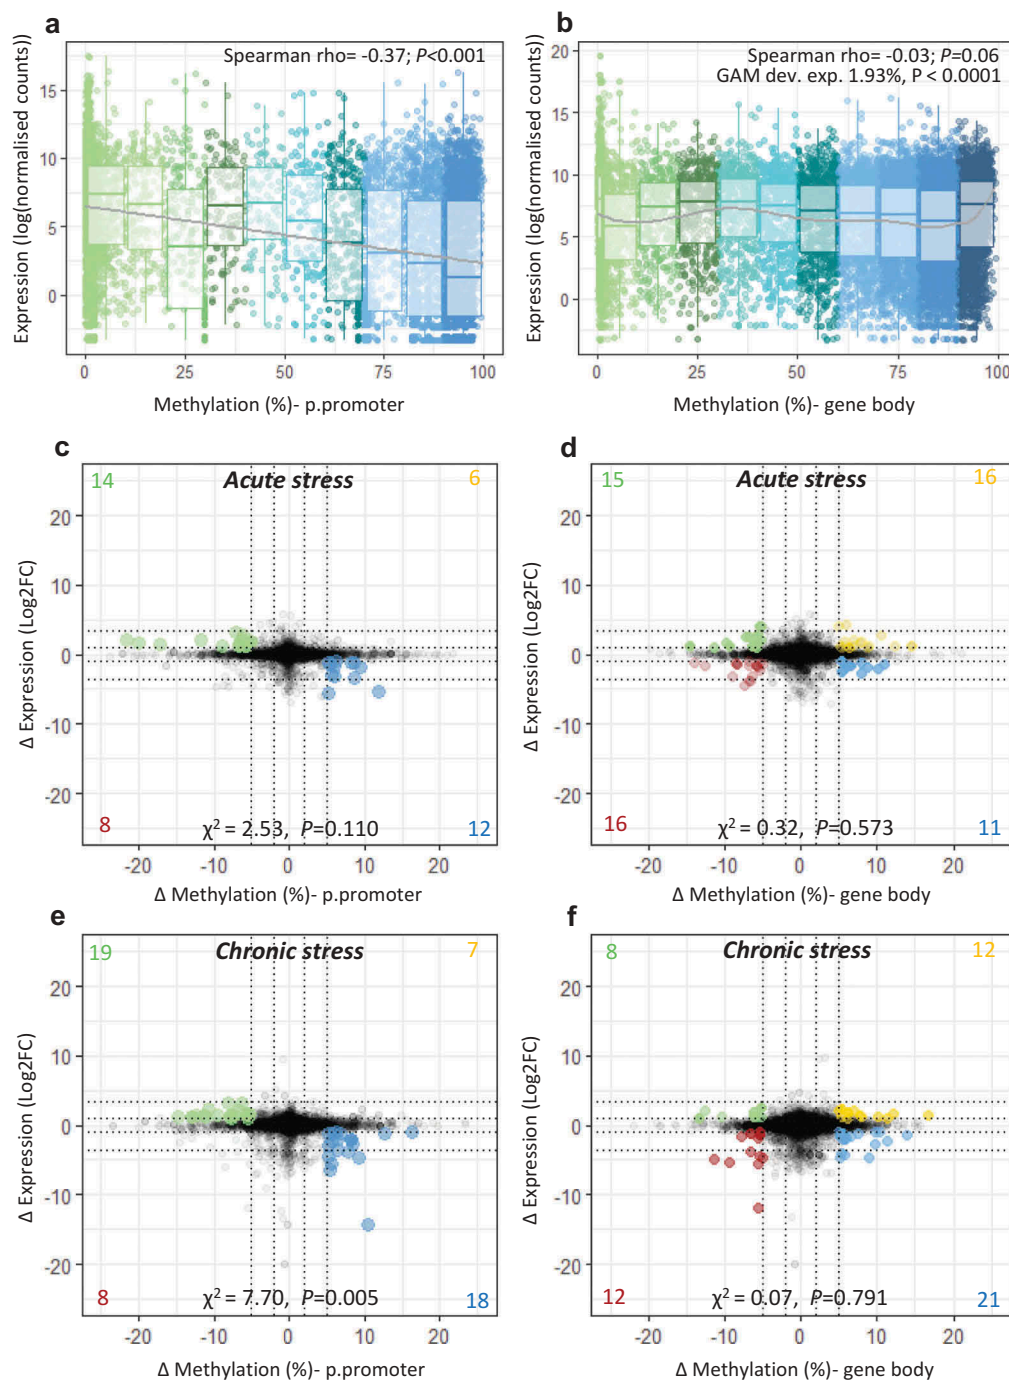 a
Expression (log(normalised counts))
Spearman rho= -0.37; P<0.001
15
10
5
0
0
25
50
75
100
Methylation (%)- p.promoter
b
Expression (log(normalised counts))
Spearman rho= -0.03; P=0.06
GAM dev. exp. 1.93%, P < 0.0001
20
15
10
5
0
0
25
50
75
100
Methylation (%)- gene body
c
Δ Expression (Log2FC)
14
Acute stress
6
20
10
0
-10
-20
8
χ² = 2.53, P=0.110
12
-20
-10
0
10
20
Δ Methylation (%)- p.promoter
d
Δ Expression (Log2FC)
15
Acute stress
16
20
10
0
-10
-20
16
χ² = 0.32, P=0.573
11
-20
-10
0
10
20
Δ Methylation (%)- gene body
e
Δ Expression (Log2FC)
19
Chronic stress
7
20
10
0
-10
-20
8
χ² = 7.70, P=0.005
18
-20
-10
0
10
20
Δ Methylation (%)- p.promoter
f
Δ Expression (Log2FC)
8
Chronic stress
12
20
10
0
-10
-20
12
χ² = 0.07, P=0.791
21
-20
-10
0
10
20
Δ Methylation (%)- gene body